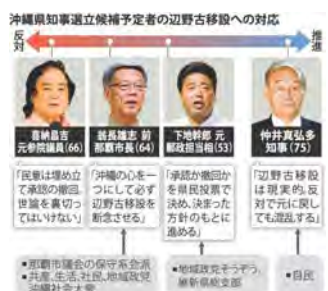 沖縄県知事選立候補予定者の辺野古移設への対応
反対
推進
喜納昌吉
元参院議員(66)
翁長雄志 前
那覇市長(64)
下地幹郎 元
郵政担当相(53)
仲井真弘多
知事(75)
「民意は埋め立
て承認の撤回。
世論を裏切っ
てはいけない」
「沖縄の心を一
つにして必ず
辺野古移設を
断念させる」
「承認か撤回か
を県民投票で
決め、決まった
方針のもとに
進める」
「辺野古移設
は現実的。反
対で元に戻し
ても混乱する」
■那覇市議会の保守系会派
■共産、生活、社民、地域政党
沖縄社会大衆
■地域政党そうぞう、
維新県総支部
■自民